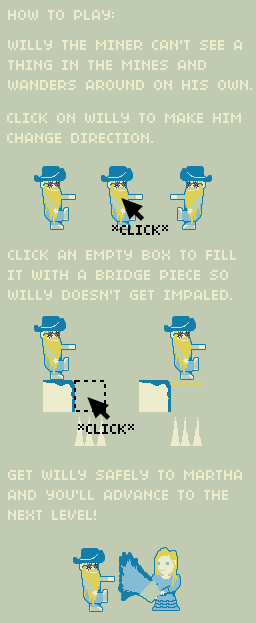 HOW TO PLAY:
WILLY THE MINER CAN'T SEE A
THING IN THE MINES AND
WANDERS AROUND ON HIS OWN.
CLICK ON WILLY TO MAKE HIM
CHANGE DIRECTION.
*CLICK*
CLICK AN EMPTY BOX TO FILL
IT WITH A BRIDGE PIECE SO
WILLY DOESN'T GET IMPALED.
*CLICK*
GET WILLY SAFELY TO MARTHA
AND YOU'LL ADVANCE TO THE
NEXT LEVEL!